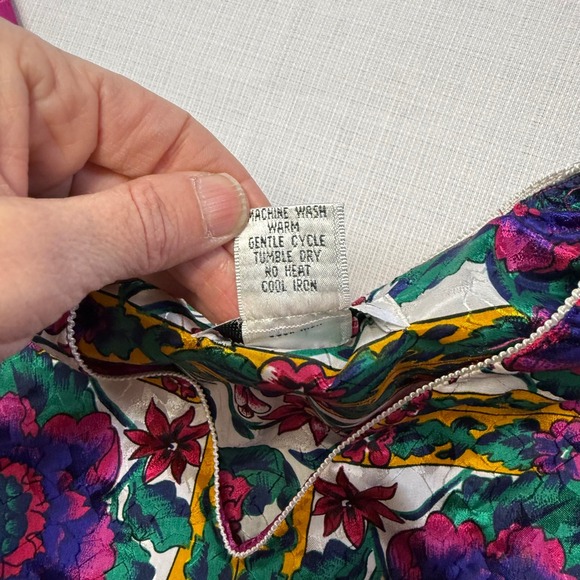 MACHINE WASH
WARM
GENTLE CYCLE
TUMBLE DRY
NO HEAT
COOL IRON